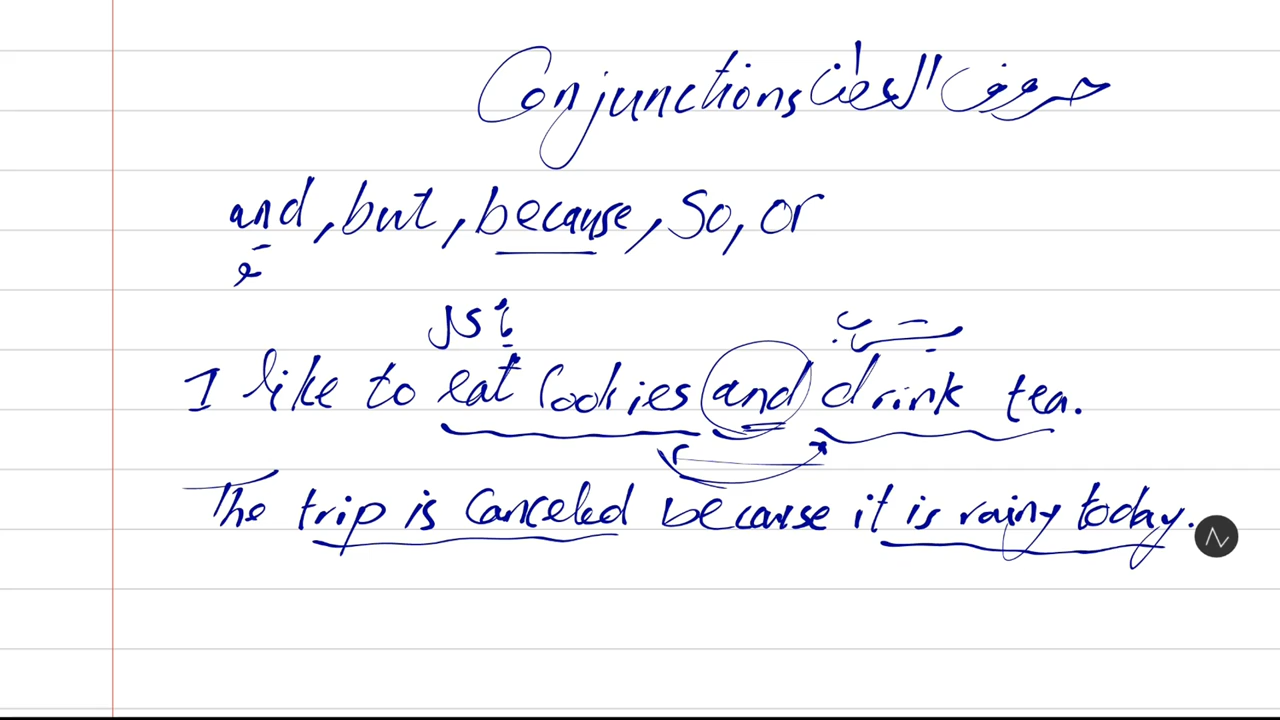 Conjunctions حروف العطف
and, but, because, so, or
و
يأكل يشرب
I like to eat Cookies and drink tea.
The trip is canceled because it is rainy today.